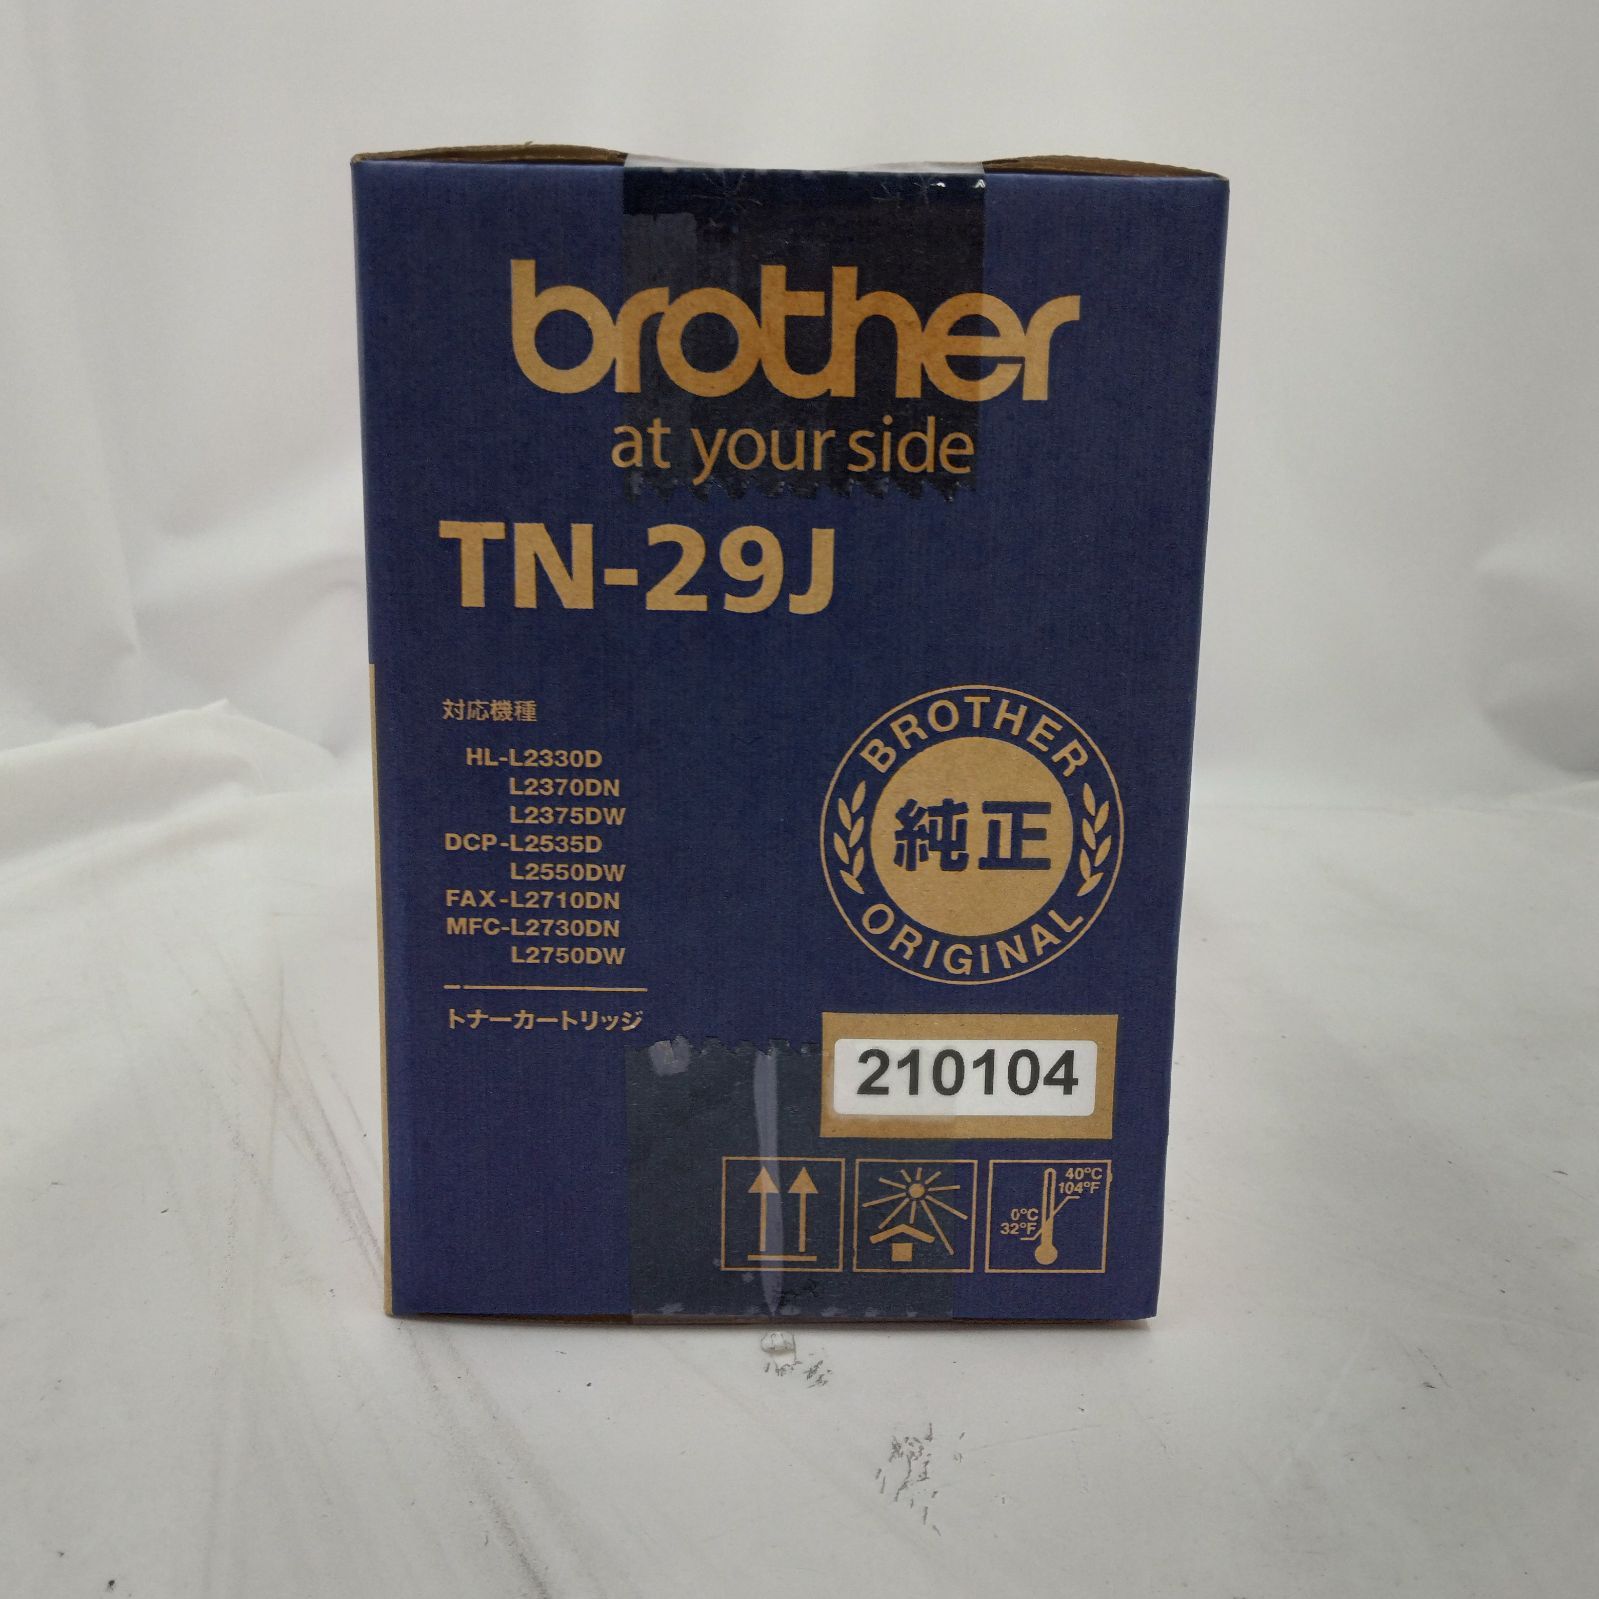 brother
at your side
TN-29J
対応機種
HL-L2330D
L2370DN
L2375DW
DCP-L2535D
L2550DW
FAX-L2710DN
MFC-L2730DN
L2750DW
トナーカートリッジ
BROTHER
純正
ORIGINAL
210104
40°C
104°F
0°C
32°F